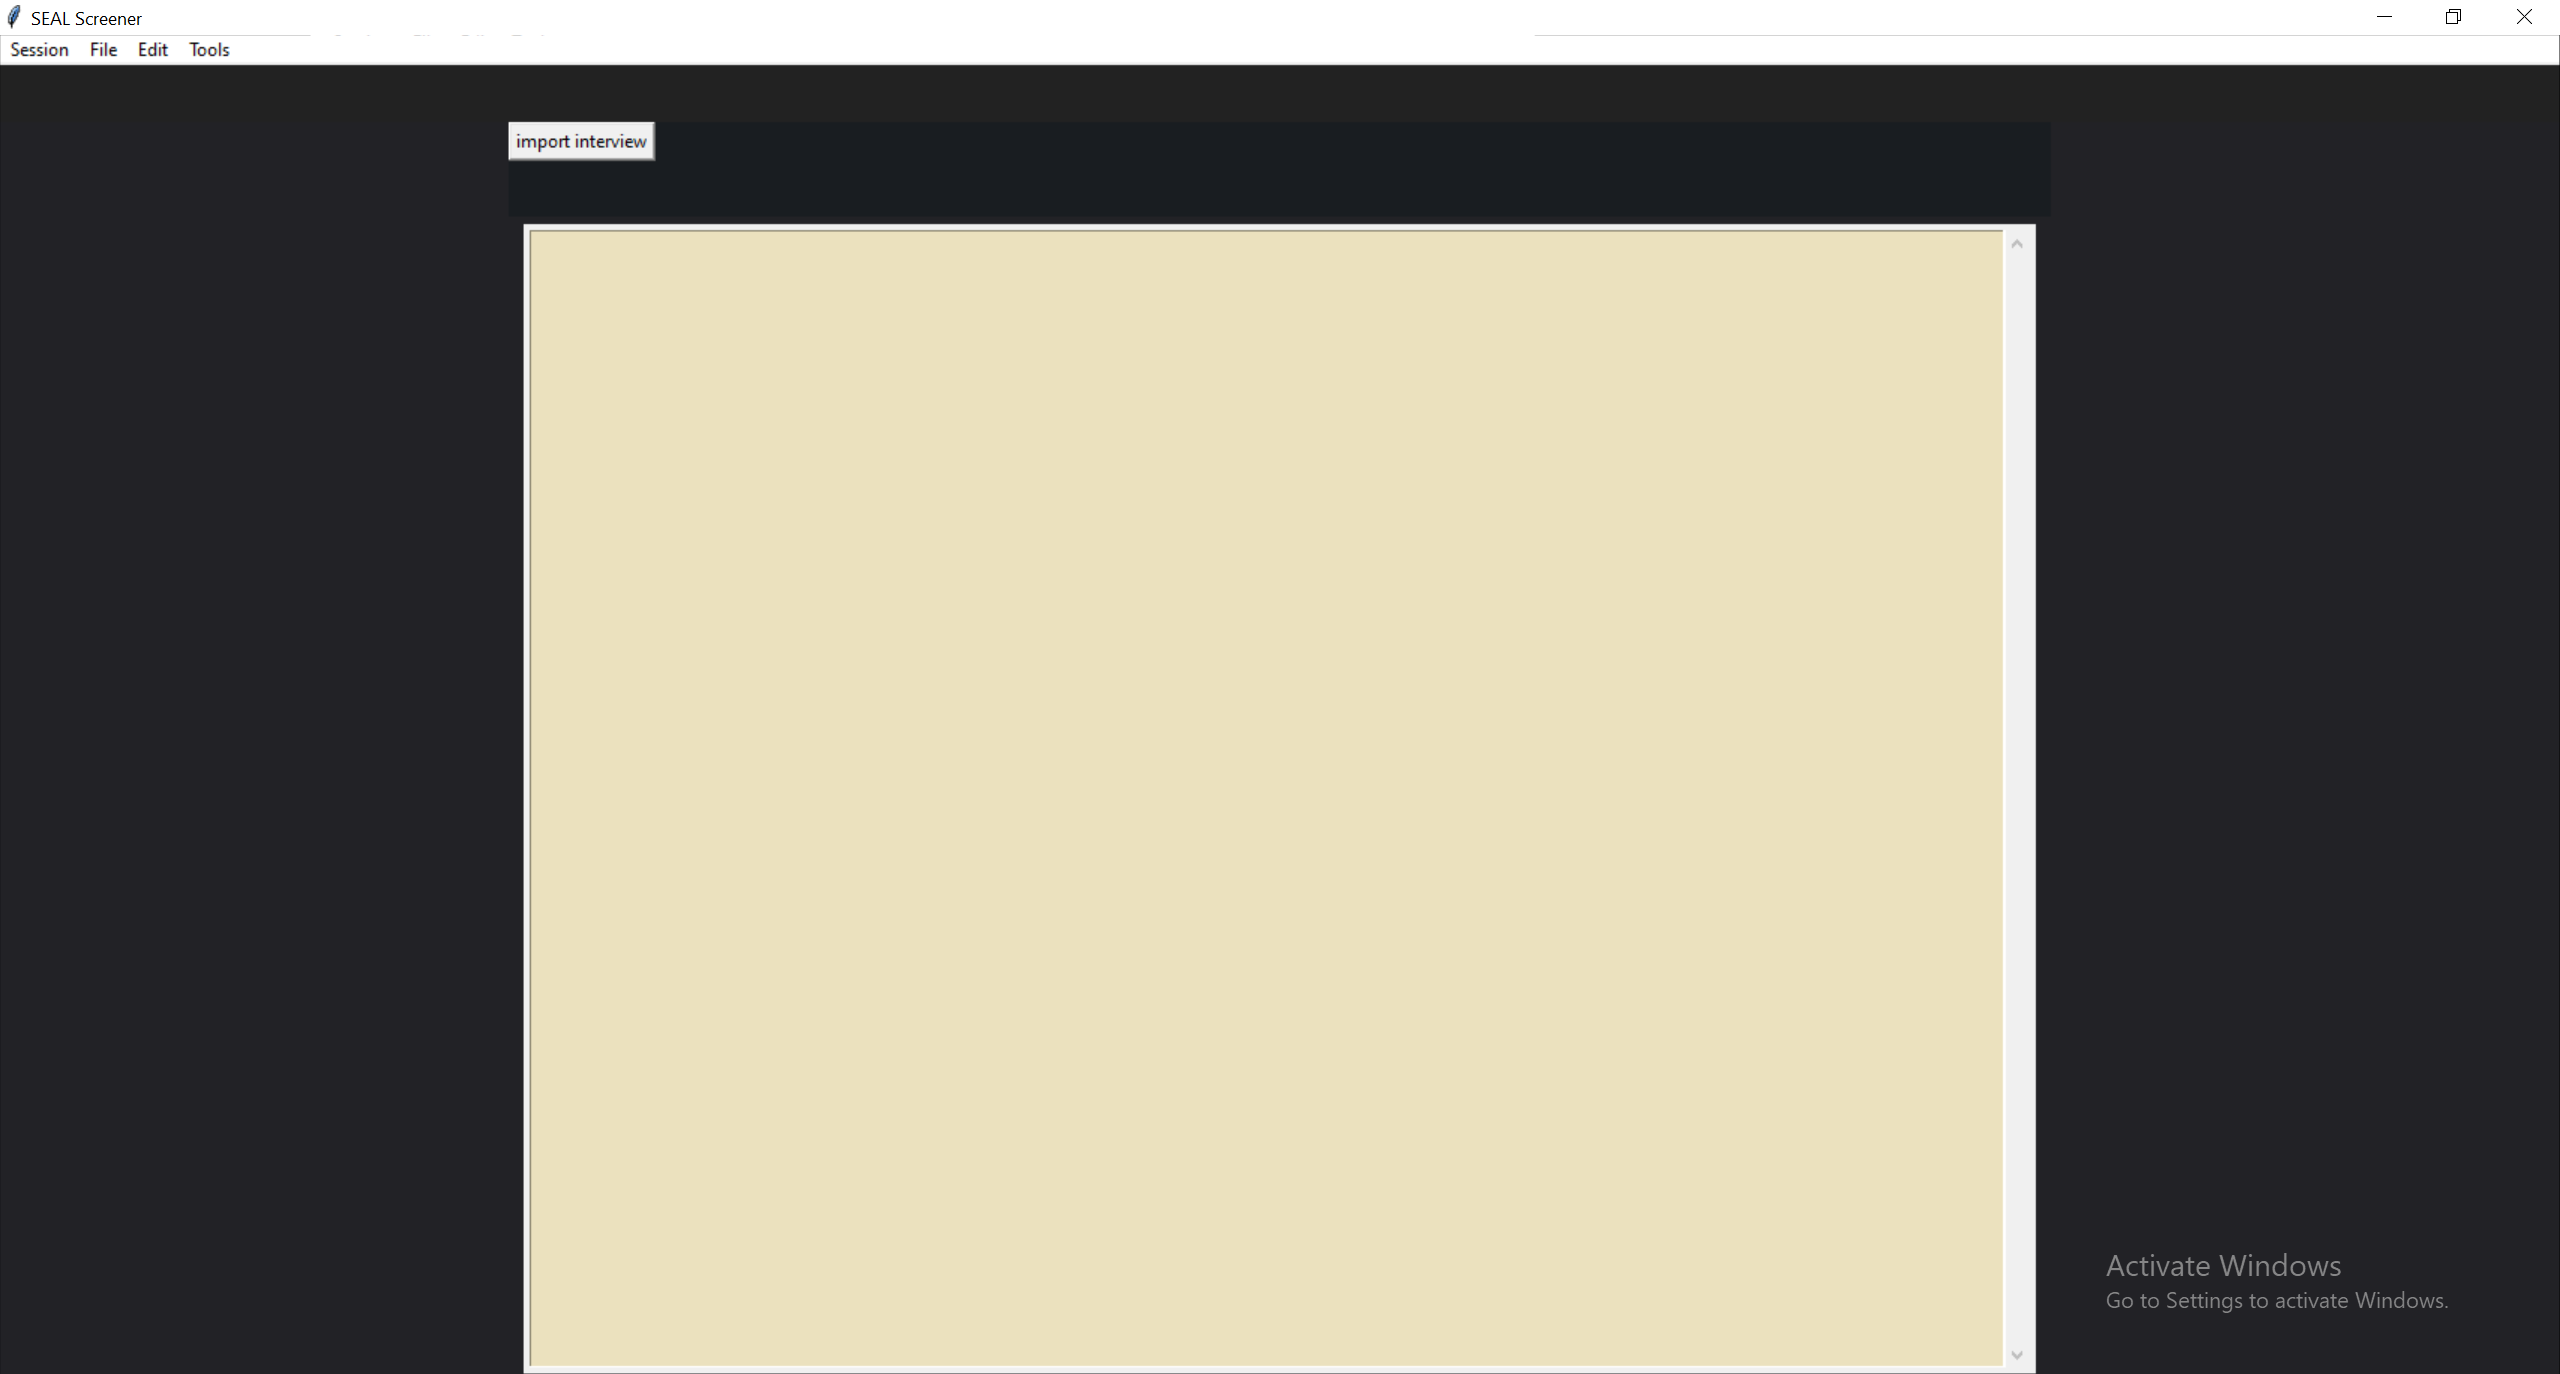 SEAL Screener
Session File Edit Tools
import interview
Activate Windows
Go to Settings to activate Windows.